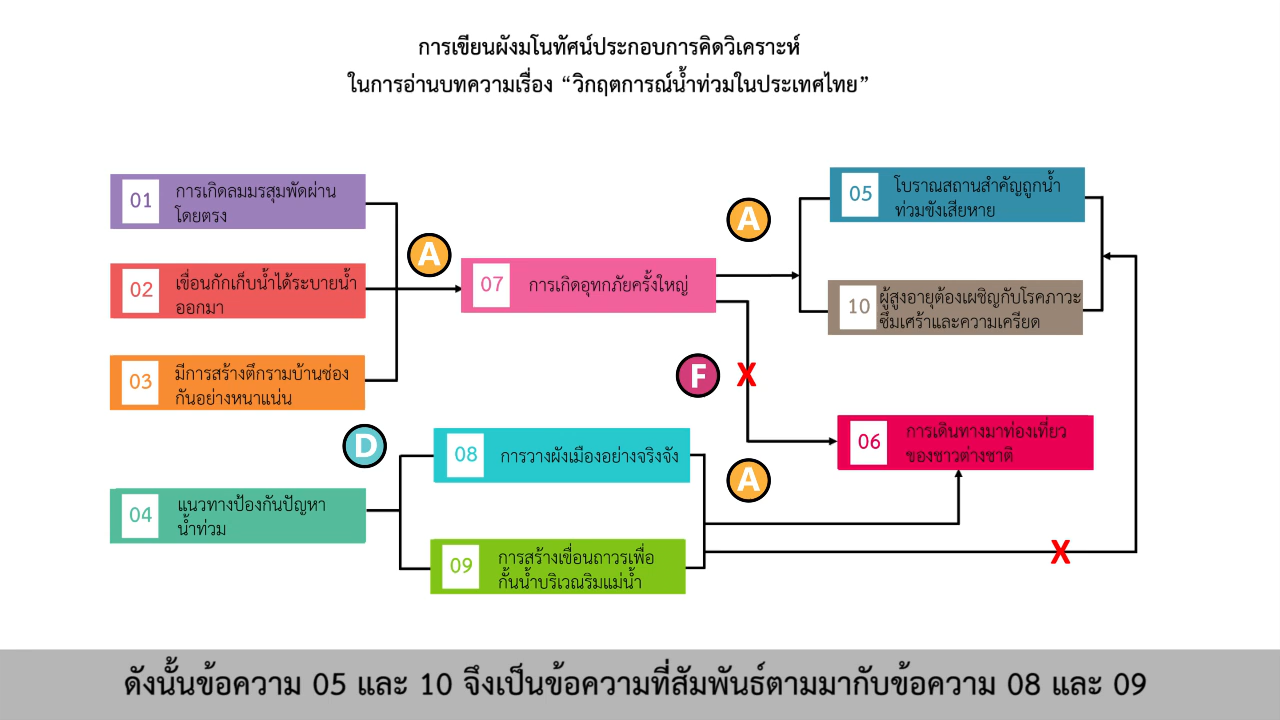 การเขียนผังมโนทัศน์ประกอบการคิดวิเคราะห์
ในการอ่านบทความเรื่อง “วิกฤตการณ์น้ำท่วมในประเทศไทย”
01
การเกิดลมมรสุมพัดผ่าน
โดยตรง
02
เขื่อนกักเก็บน้ำได้ระบายน้ำ
ออกมา
03
มีการสร้างตึกรามบ้านช่อง
กันอย่างหนาแน่น
A
07
การเกิดอุทกภัยครั้งใหญ่
A
05
โบราณสถานสำคัญถูกน้ำ
ท่วมขังเสียหาย
10
ผู้สูงอายุต้องเผชิญกับโรคภาวะ
ซึมเศร้าและความเครียด
F
X
06
การเดินทางมาท่องเที่ยว
ของชาวต่างชาติ
04
แนวทางป้องกันปัญหา
น้ำท่วม
D
08
การวางผังเมืองอย่างจริงจัง
09
การสร้างเขื่อนถาวรเพื่อ
กั้นน้ำบริเวณริมแม่น้ำ
A
X
ดังนั้นข้อความ 05 และ 10 จึงเป็นข้อความที่สัมพันธ์ตามมากับข้อความ 08 และ 09